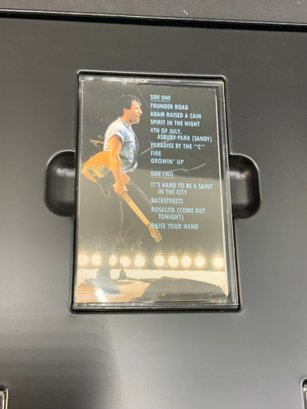 SIDE ONE
THUNDER ROAD
ADAM RAISED A CAIN
SPIRIT IN THE NIGHT
4TH OF JULY,
ASBURY PARK (SANDY)
PARADISE BY THE "C"
FIRE
GROWIN' UP
SIDE TWO
IT'S HARD TO BE A SAINT
IN THE CITY
BACKSTREETS
ROSALITA (COME OUT
TONIGHT)
RAISE YOUR HAND